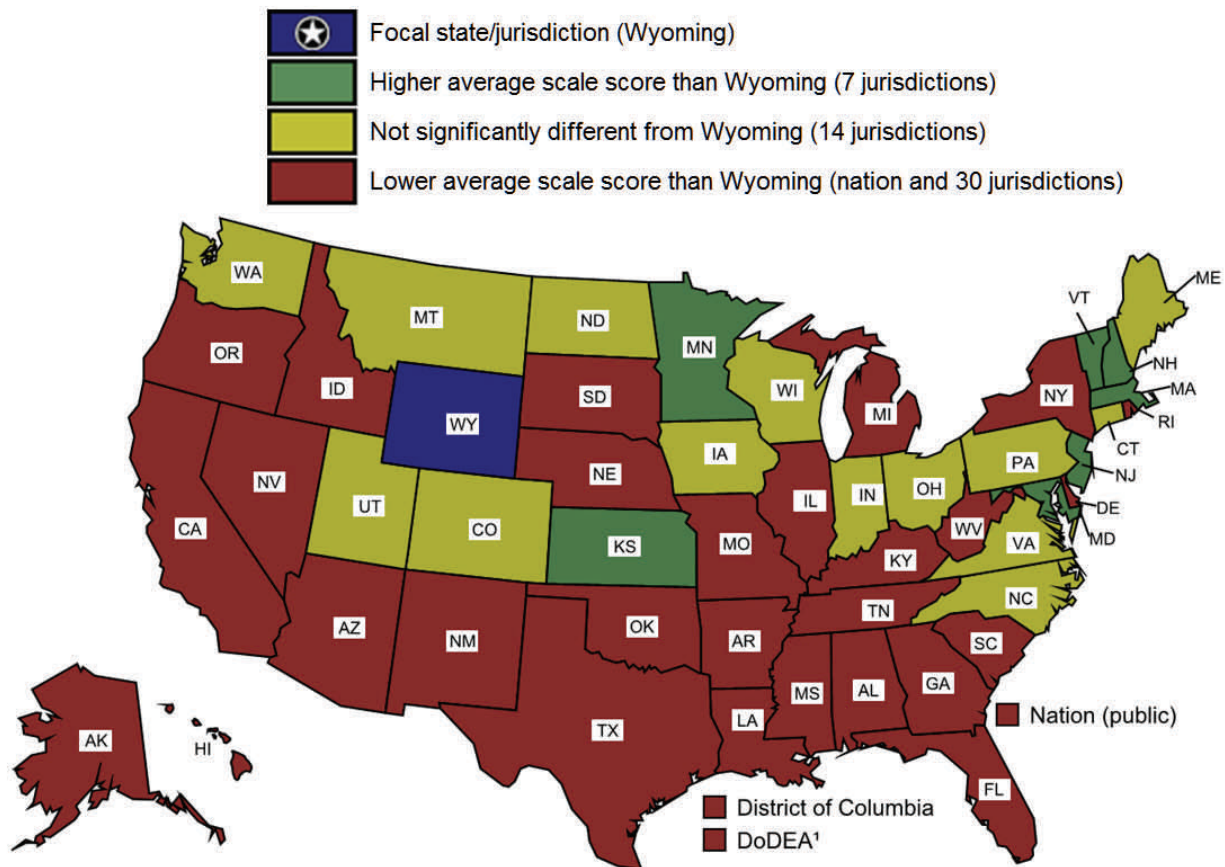 Focal state/jurisdiction (Wyoming)
Higher average scale score than Wyoming (7 jurisdictions)
Not significantly different from Wyoming (14 jurisdictions)
Lower average scale score than Wyoming (nation and 30 jurisdictions)
WA
MT
ND
MN
VT
ME
OR
ID
WY
SD
WI
MI
NY
NH
MA
RI
CT
NV
UT
CO
NE
IA
IL
IN
OH
PA
NJ
DE
MD
CA
KS
MO
KY
WV
VA
AZ
NM
OK
AR
TN
NC
SC
MS
AL
GA
TX
LA
FL
AK
HI
Nation (public)
District of Columbia
DoDEA¹